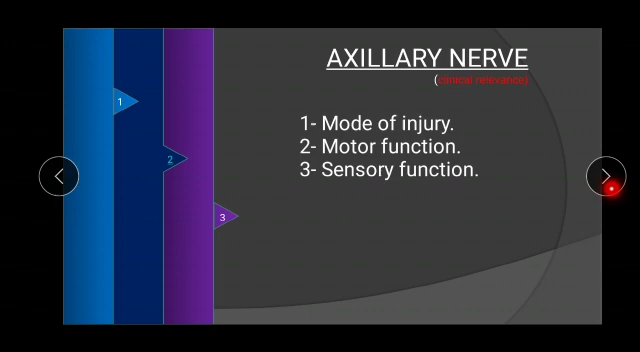 AXILLARY NERVE
(clinical relevance)
1- Mode of injury.
2- Motor function.
3- Sensory function.
1
2
3